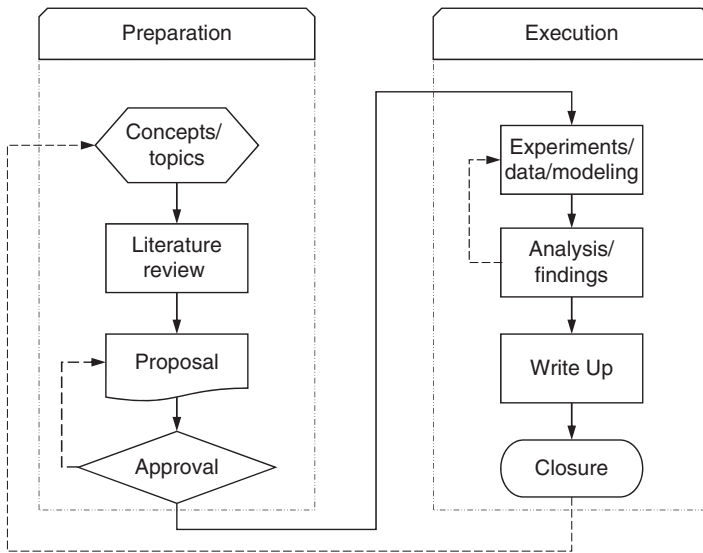 Preparation
Concepts/
topics
Literature
review
Proposal
Approval
Execution
Experiments/
data/modeling
Analysis/
findings
Write Up
Closure